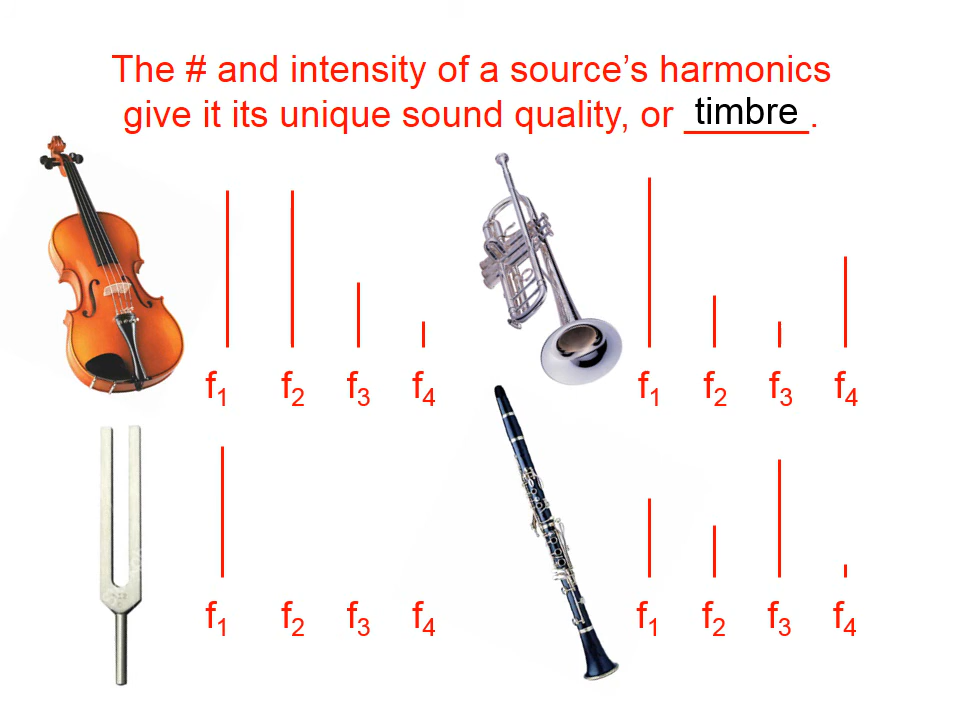 The # and intensity of a source’s harmonics
give it its unique sound quality, or timbre.
f1 f2 f3 f4
f1 f2 f3 f4
f1 f2 f3 f4
f1 f2 f3 f4